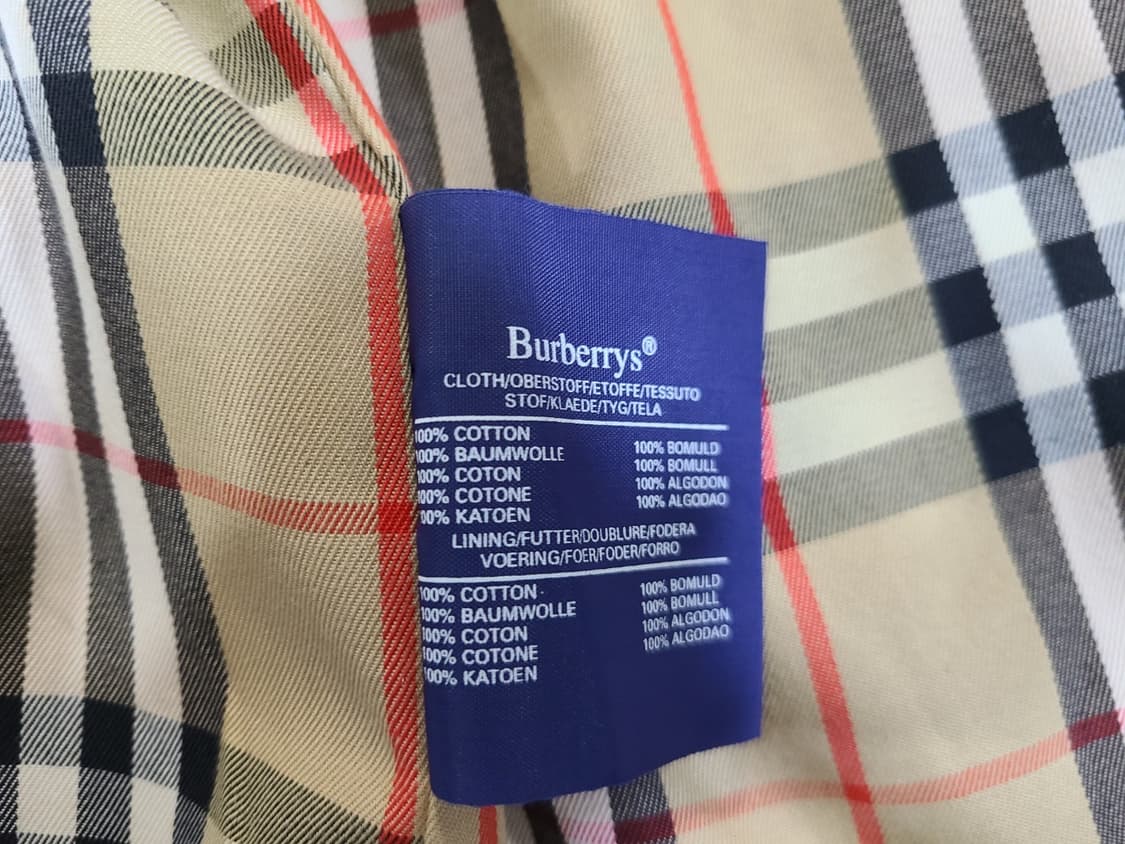 Burberrys®
CLOTH/OBERSTOFF/ETOFFE/TESSUTO
STOF/KLAEDE/TYG/TELA
100% COTTON
100% BAUMWOLLE
100% COTON
100% COTONE
100% KATOEN
100% BOMULD
100% BOMULL
100% ALGODON
100% ALGODAO
LINING/FUTTER/DOUBLURE/FODERA
VOERING/FOER/FODER/FORRO
100% COTTON
100% BAUMWOLLE
100% COTON
100% COTONE
100% KATOEN
100% BOMULD
100% BOMULL
100% ALGODON
100% ALGODAO